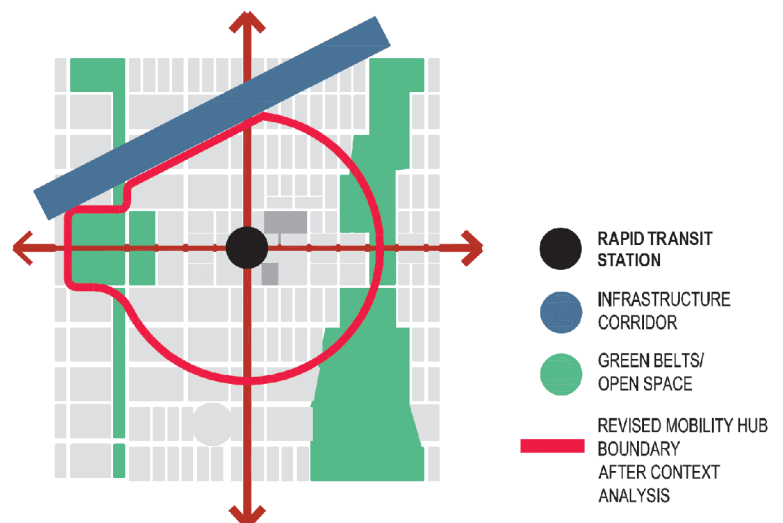 RAPID TRANSIT
STATION
INFRASTRUCTURE
CORRIDOR
GREEN BELTS/
OPEN SPACE
REVISED MOBILITY HUB
BOUNDARY
AFTER CONTEXT
ANALYSIS